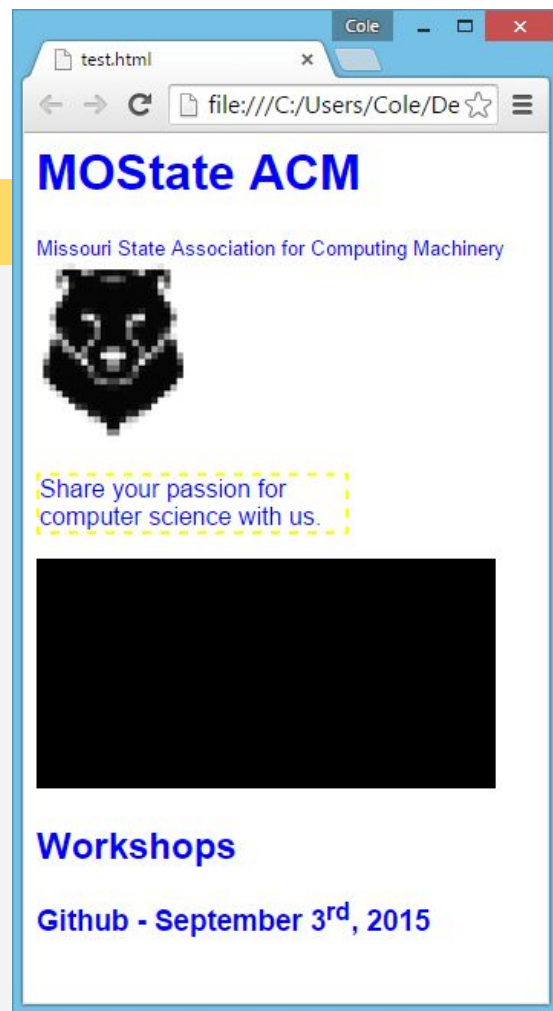 Cole
test.html
file:///C:/Users/Cole/De
MOState ACM
Missouri State Association for Computing Machinery
Share your passion for
computer science with us.
Workshops
Github - September 3rd, 2015